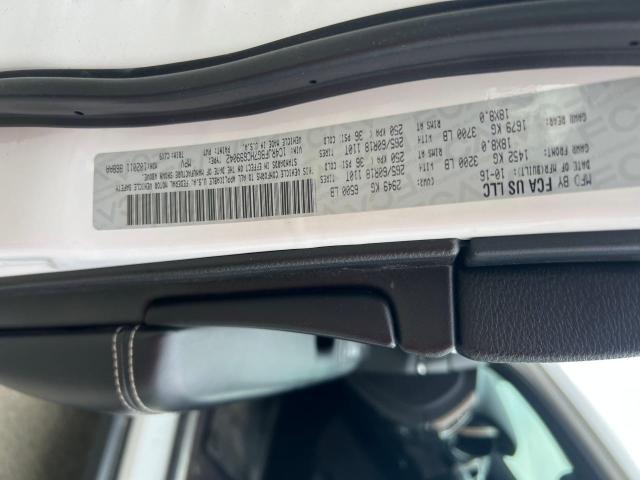 MFD BY FCA US LLC
DATE OF MFR(BUILT): 10-16 GVWR: 2949 KG 6500 LB
GAWR FRONT: 1452 KG 3200 LB WITH 265/60R18 110T
18X8.0 RIMS AT 250 KPA 36 PSI COLD
GAWR REAR: 1679 KG 3700 LB WITH 265/60R18 110T
18X8.0 RIMS AT 250 KPA 36 PSI COLD
THIS VEHICLE CONFORMS TO ALL APPLICABLE FEDERAL MOTOR VEHICLE SAFETY
STANDARDS IN EFFECT ON THE DATE OF MANUFACTURE SHOWN ABOVE.
TYPE: MPV
VEHICLE MADE IN U.S.A.